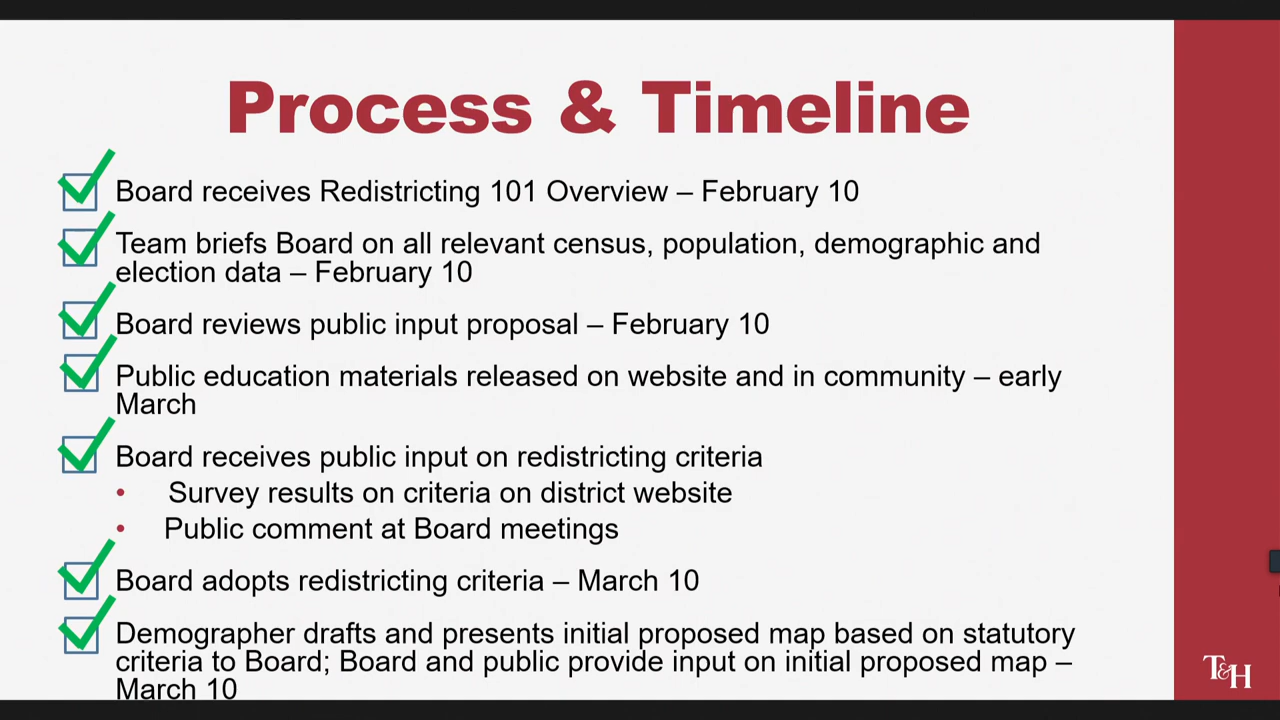 Process & Timeline
Board receives Redistricting 101 Overview – February 10
Team briefs Board on all relevant census, population, demographic and
election data – February 10
Board reviews public input proposal – February 10
Public education materials released on website and in community – early
March
Board receives public input on redistricting criteria
• Survey results on criteria on district website
• Public comment at Board meetings
Board adopts redistricting criteria – March 10
Demographer drafts and presents initial proposed map based on statutory
criteria to Board; Board and public provide input on initial proposed map –
March 10
T&H